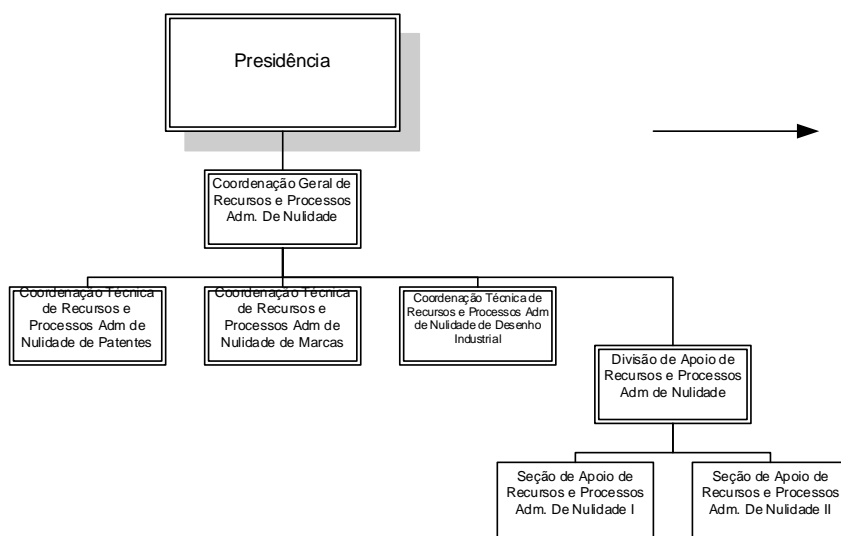 Presidência
Coordenação Geral de
Recursos e Processos
Adm. De Nulidade
Coordenação Técnica
de Recursos e
Processos Adm de
Nulidade de Patentes
Coordenação Técnica
de Recursos e
Processos Adm de
Nulidade de Marcas
Coordenação Técnica de
Recursos e Processos Adm
de Nulidade de Desenho
Industrial
Divisão de Apoio de
Recursos e Processos
Adm de Nulidade
Seção de Apoio de
Recursos e Processos
Adm. De Nulidade I
Seção de Apoio de
Recursos e Processos
Adm. De Nulidade II